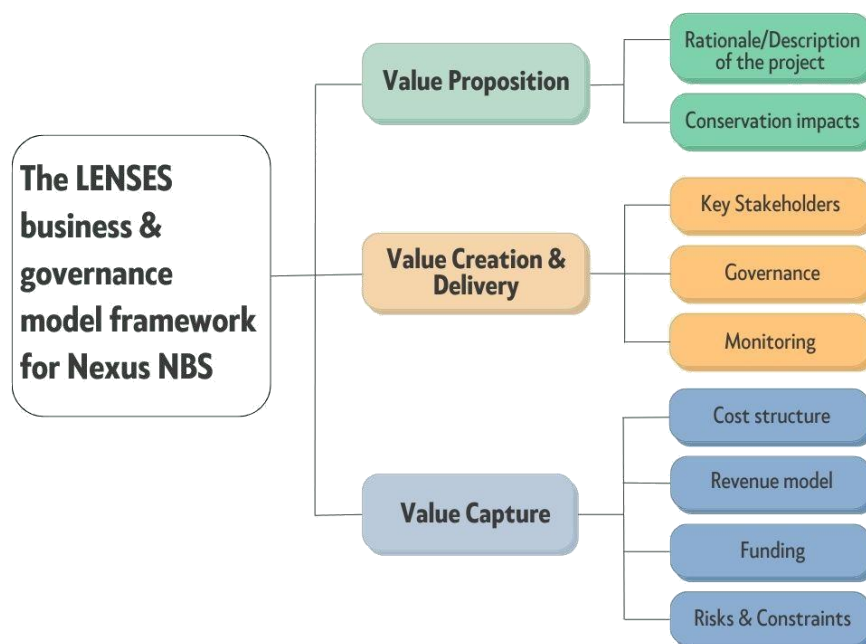 The LENSES
business &
governance
model framework
for Nexus NBS
Value Proposition
Rationale/Description
of the project
Conservation impacts
Value Creation &
Delivery
Key Stakeholders
Governance
Monitoring
Value Capture
Cost structure
Revenue model
Funding
Risks & Constraints